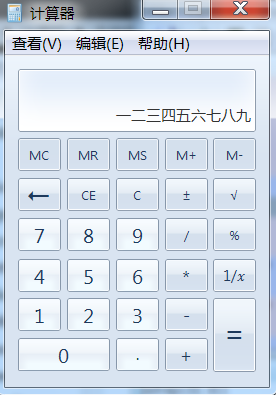 计算器
查看(V) 编辑(E) 帮助(H)
一二三四五六七八九
MC MR MS M+ M-
← CE C ± √
7 8 9 / %
4 5 6 * 1/x
1 2 3 - =
0 . +